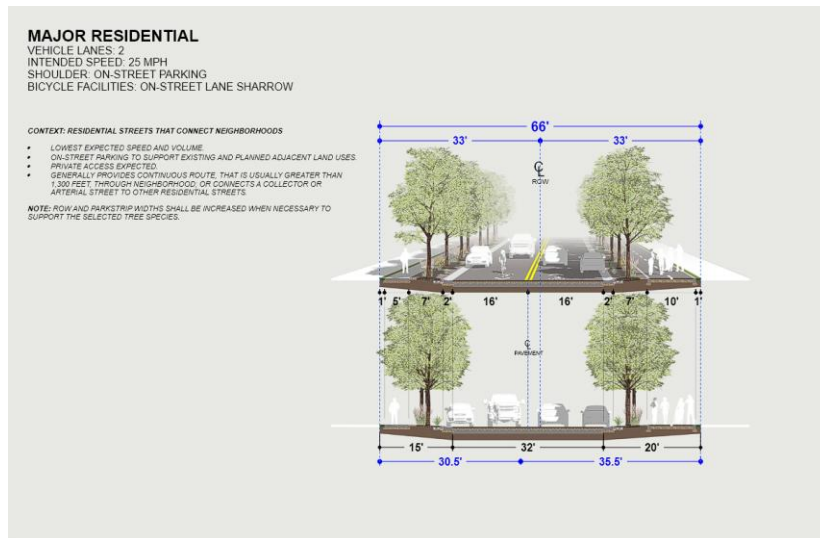 MAJOR RESIDENTIAL
VEHICLE LANES: 2
INTENDED SPEED: 25 MPH
SHOULDER: ON-STREET PARKING
BICYCLE FACILITIES: ON-STREET LANE SHARROW
CONTEXT: RESIDENTIAL STREETS THAT CONNECT NEIGHBORHOODS
• LOWEST EXPECTED SPEED AND VOLUME.
• ON-STREET PARKING TO SUPPORT EXISTING AND PLANNED ADJACENT LAND USES.
• PRIVATE ACCESS EXPECTED.
• GENERALLY PROVIDES CONTINUOUS ROUTE, THAT IS USUALLY GREATER THAN
1,300 FEET, THROUGH NEIGHBORHOOD; OR CONNECTS A COLLECTOR OR
ARTERIAL STREET TO OTHER RESIDENTIAL STREETS.
NOTE: ROW AND PARKSTRIP WIDTHS SHALL BE INCREASED WHEN NECESSARY TO
SUPPORT THE SELECTED TREE SPECIES.
66'
33' 33'
CL
ROW
1' 5' 7' 2' 16' 16' 2' 7' 10' 1'
CL
PAVEMENT
15' 32' 20'
30.5' 35.5'